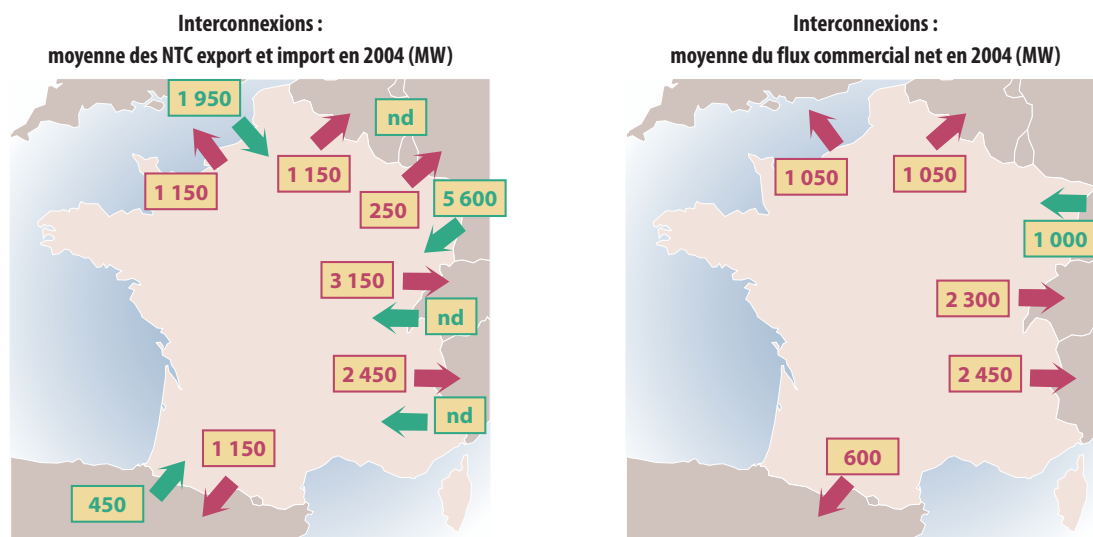 Interconnexions :
moyenne des NTC export et import en 2004 (MW)
1 950
nd
1 150
1 150
250
5 600
3 150
nd
2 450
nd
1 150
450
Interconnexions :
moyenne du flux commercial net en 2004 (MW)
1 050
1 050
1 000
2 300
2 450
600